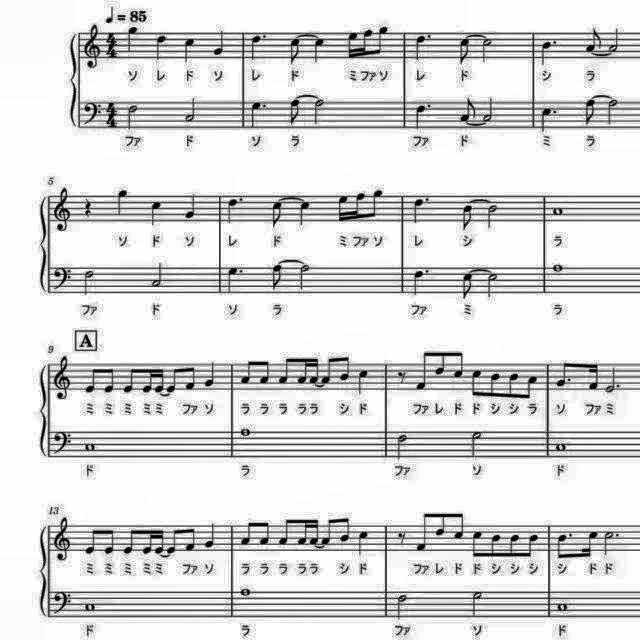 ♩= 85
ソ レ ド ソ レ ド ミファソ レ ド シ ラ
ファ ド ソ ラ ファ ド ミ ラ
5
ソ ド ソ レ ド ミファソ レ シ ラ
ファ ド ソ ラ ファ ミ ラ
9 A
ミ ミ ミ ミミ ファ ソ ラ ラ ラ ララ シ ド ファ レ ド ド シ シ ラ ソ ファ ミ
ド ラ ファ ソ ド
13
ミ ミ ミ ミミ ファ ソ ラ ラ ラ ララ シ ド ファ レ ド ド シ シ シ シ ド ド
ド ラ ファ ソ ド